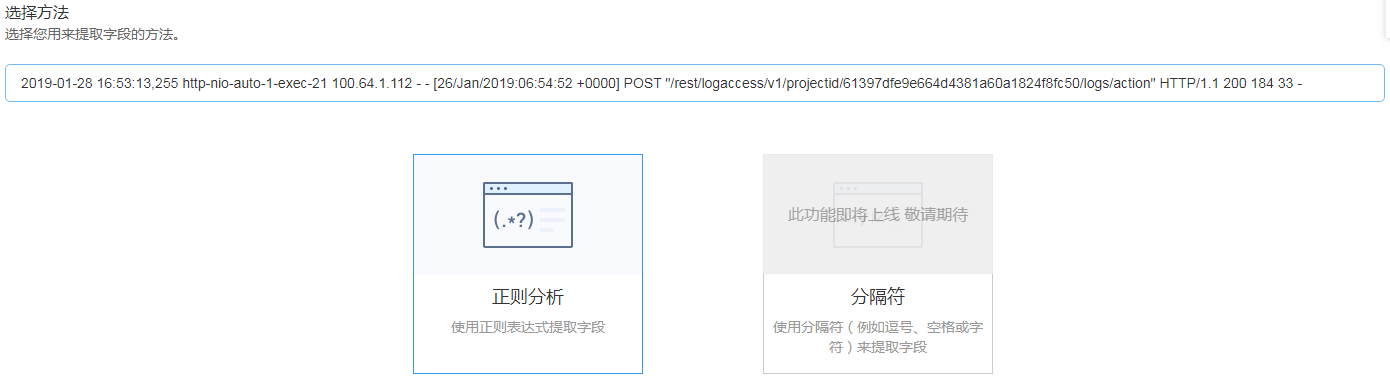 选择方法
选择您用来提取字段的方法。
2019-01-28 16:53:13,255 http-nio-auto-1-exec-21 100.64.1.112 - - [26/Jan/2019:06:54:52 +0000] POST "/rest/logaccess/v1/projectid/61397dfe9e664d4381a60a1824f8fc50/logs/action" HTTP/1.1 200 184 33 -
(.*?)
此功能即将上线 敬请期待
正则分析
使用正则表达式提取字段
分隔符
使用分隔符（例如逗号、空格或字
符）来提取字段